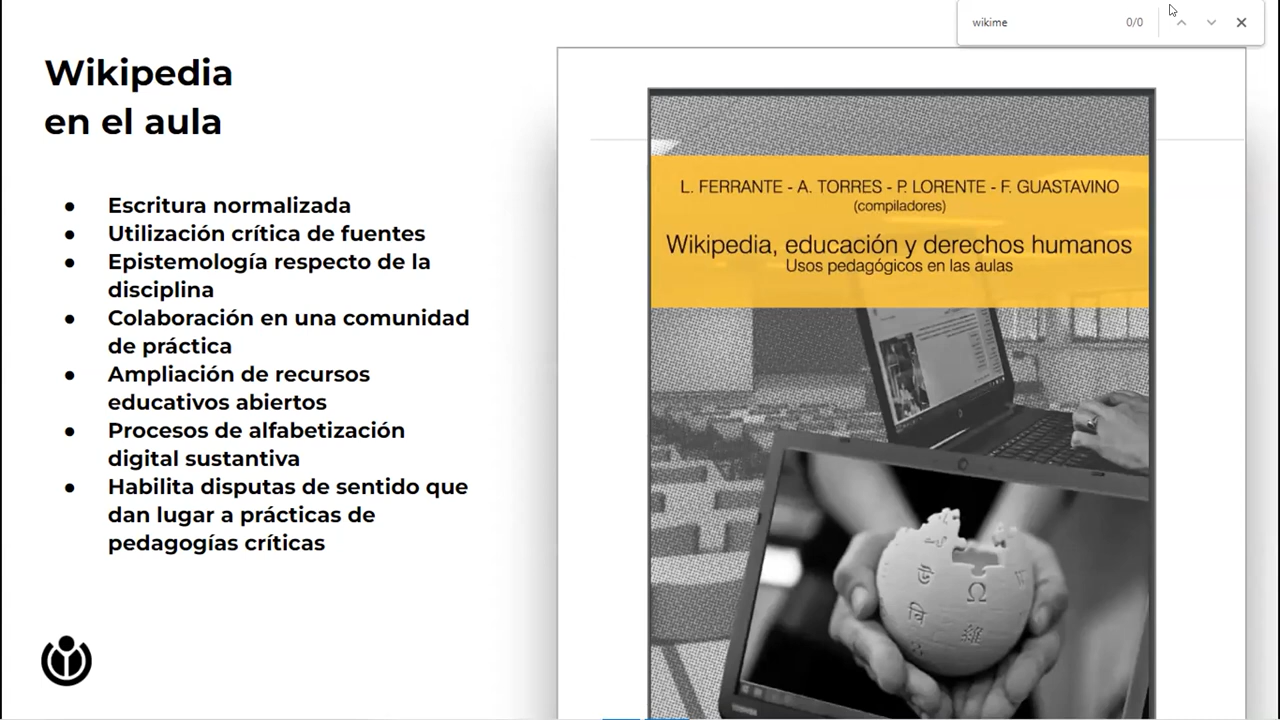 wikime 0/0
Wikipedia
en el aula
● Escritura normalizada
● Utilización crítica de fuentes
● Epistemología respecto de la
disciplina
● Colaboración en una comunidad
de práctica
● Ampliación de recursos
educativos abiertos
● Procesos de alfabetización
digital sustantiva
● Habilita disputas de sentido que
dan lugar a prácticas de
pedagogías críticas
L. FERRANTE - A. TORRES - P. LORENTE - F. GUASTAVINO
(compiladores)
Wikipedia, educación y derechos humanos
Usos pedagógicos en las aulas
Ω
वि
維
TOSHIBA